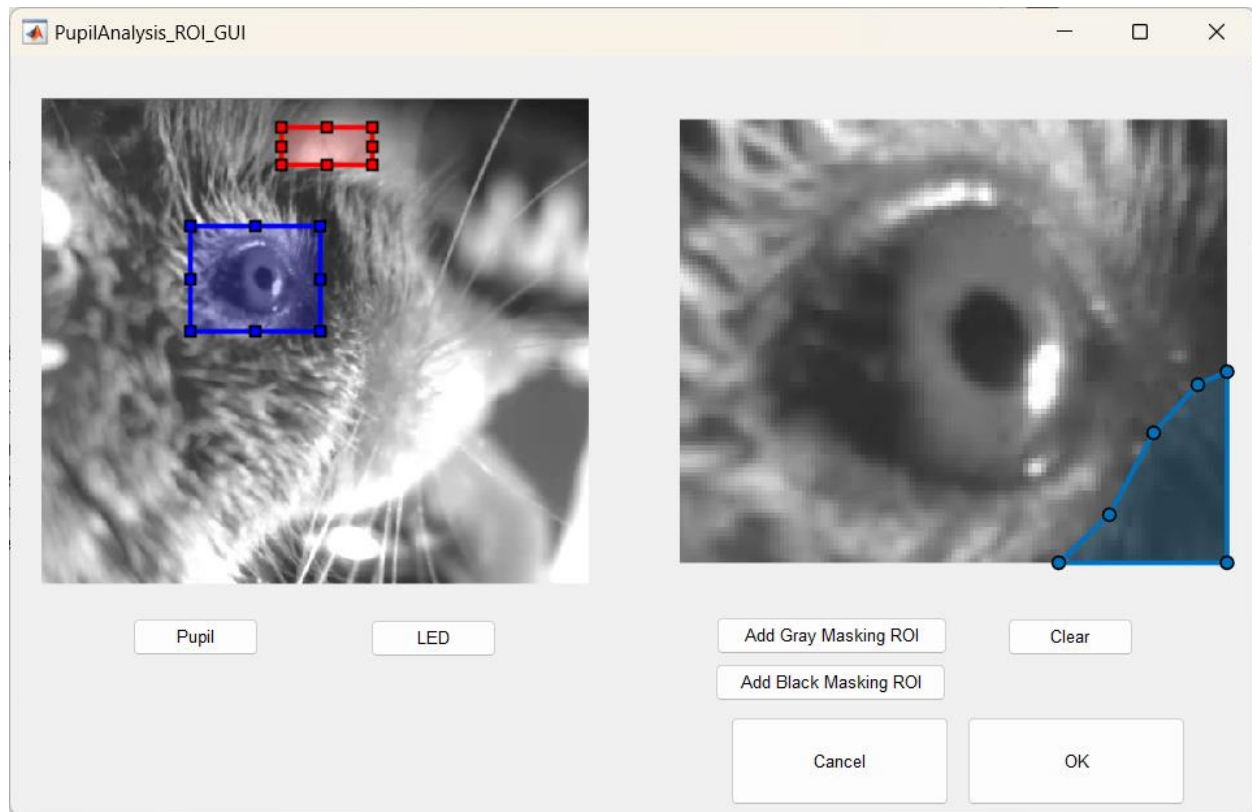 PupilAnalysis_ROI_GUI
Pupil
LED
Add Gray Masking ROI
Clear
Add Black Masking ROI
Cancel
OK